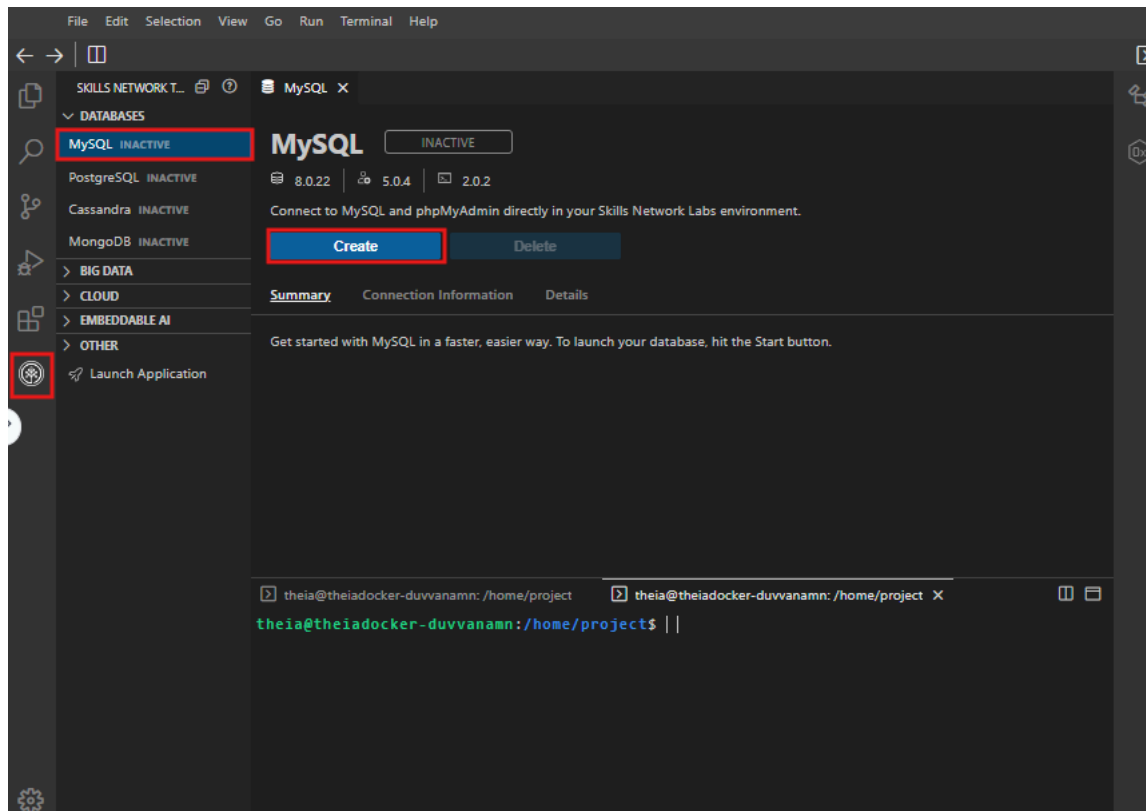 File Edit Selection View Go Run Terminal Help
SKILLS NETWORK T...
MySQL
DATABASES
MySQL INACTIVE
PostgreSQL INACTIVE
Cassandra INACTIVE
MongoDB INACTIVE
BIG DATA
CLOUD
EMBEDDABLE AI
OTHER
Launch Application
MySQL INACTIVE
8.0.22 5.0.4 2.0.2
Connect to MySQL and phpMyAdmin directly in your Skills Network Labs environment.
Create Delete
Summary Connection Information Details
Get started with MySQL in a faster, easier way. To launch your database, hit the Start button.
theia@theiadocker-duvvanamn: /home/project theia@theiadocker-duvvanamn: /home/project
theia@theiadocker-duvvanamn:/home/project$